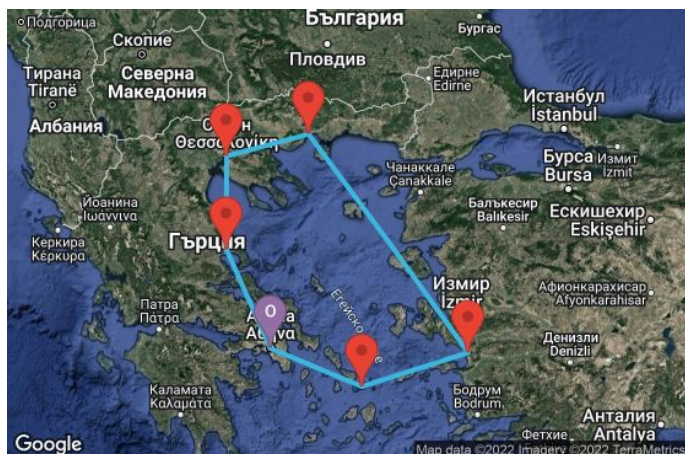 Подгорица
България
Бургас
Скопие
Пловдив
Тирана
Tiranë
Северна
Македония
Едирне
Edirne
Истанбул
İstanbul
Албания
Θεσσαλονίκη
Измит
İzmit
Чанаккале
Çanakkale
Бурса
Bursa
Балъкесир
Balıkesir
Ескишехир
Eskişehir
Йоанина
Ιωάννινα
Керкира
Κέρκυρα
Гърция
Измир
İzmir
Афионкарахисар
Afyonkarahisar
O
Патра
Πάτρα
Αθήνα
Денизли
Denizli
Каламата
Καλαμάτα
Бодрум
Bodrum
Анталия
Antalya
Фетхие
Google
Map data ©2022 Imagery ©2022 TerraMetrics